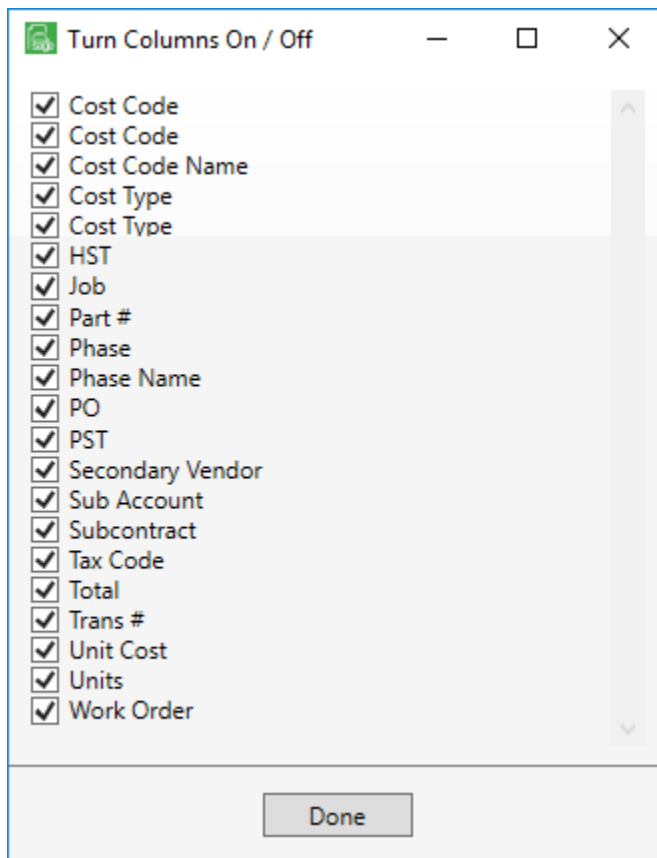 Turn Columns On / Off
Cost Code
Cost Code
Cost Code Name
Cost Type
Cost Type
HST
Job
Part #
Phase
Phase Name
PO
PST
Secondary Vendor
Sub Account
Subcontract
Tax Code
Total
Trans #
Unit Cost
Units
Work Order
Done